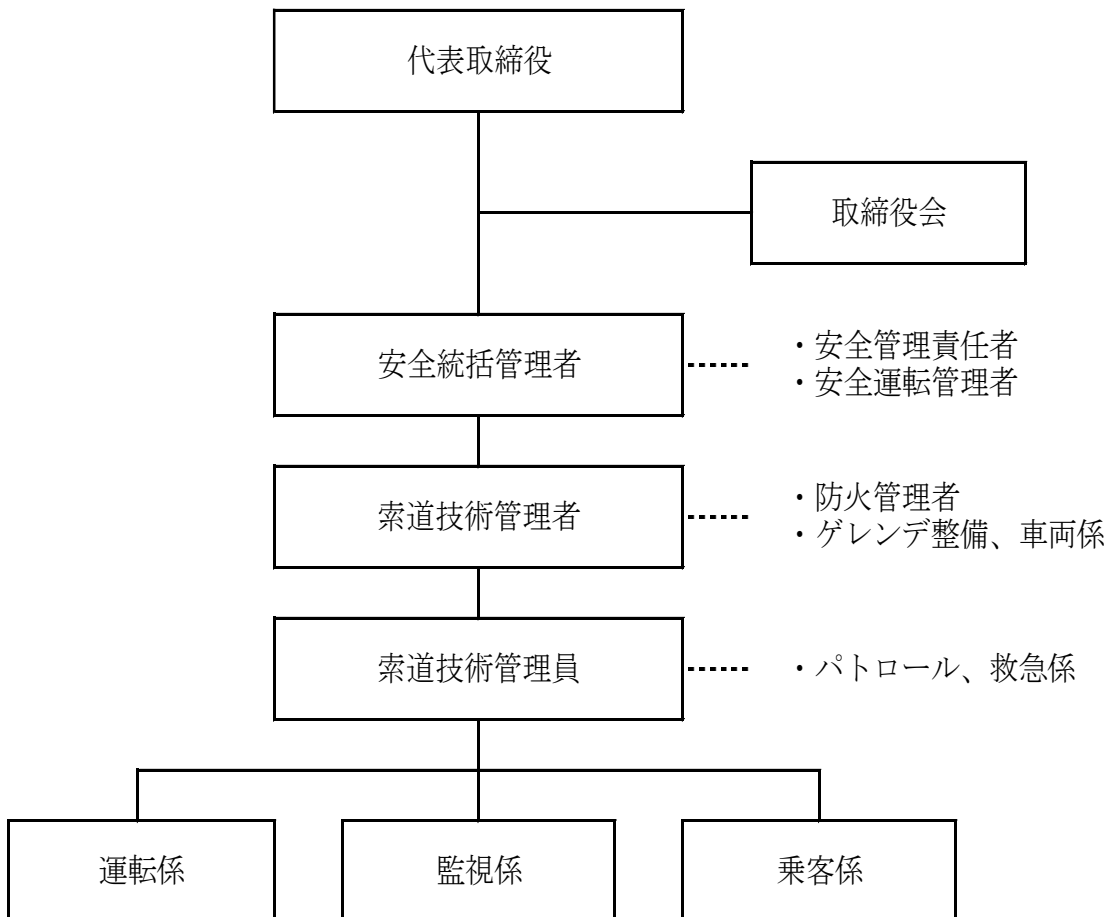 代表取締役
取締役会
安全統括管理者
・安全管理責任者
・安全運転管理者
索道技術管理者
・防火管理者
・ゲレンデ整備、車両係
索道技術管理員
・パトロール、救急係
運転係
監視係
乗客係